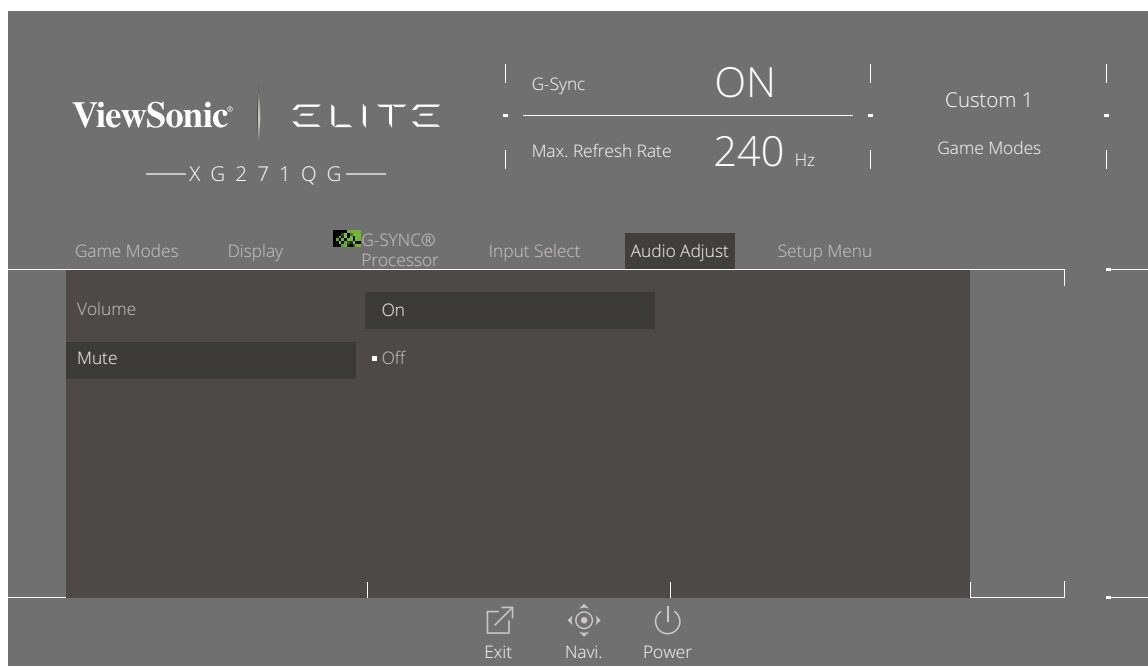 ViewSonic® | ELITE
XG271QG
G-Sync ON
Max. Refresh Rate 240 Hz
Custom 1
Game Modes
Game Modes
Display
G-SYNC®
Processor
Input Select
Audio Adjust
Setup Menu
Volume
On
Mute
Off
Exit
Navi.
Power